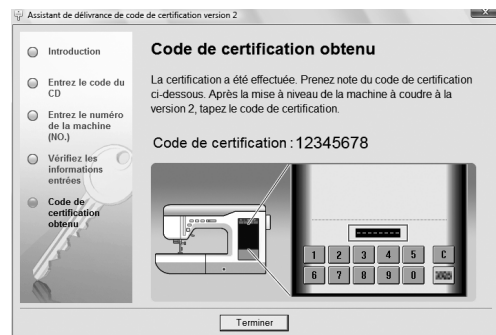 Assistant de délivrance de code de certification version 2
Introduction
Entrez le code du
CD
Entrez le numéro
de la machine
(NO.)
Vérifiez les
informations
entrées
Code de
certification
obtenu
Code de certification obtenu
La certification a été effectuée. Prenez note du code de certification
ci-dessous. Après la mise à niveau de la machine à coudre à la
version 2, tapez le code de certification.
Code de certification : 12345678
1 2 3 4 5 C
6 7 8 9 0
Terminer